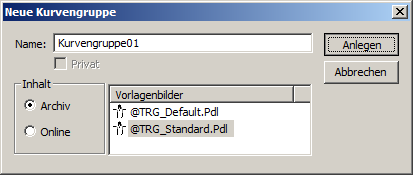 Neue Kurvengruppe
Name: Kurvengruppe01 Anlegen
Privat
Abbrechen
Inhalt
Vorlagenbilder
Archiv
@TRG_Default.Pdl
Online
@TRG_Standard.Pdl